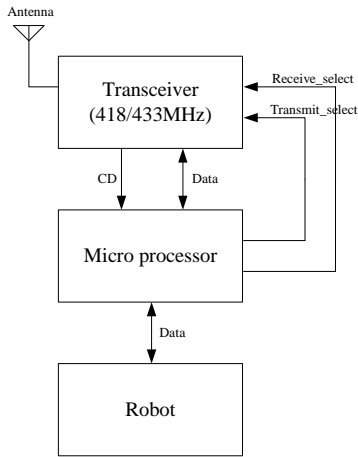 Antenna
Transceiver
(418/433MHz)
Receive_select
Transmit_select
CD
Data
Micro processor
Data
Robot